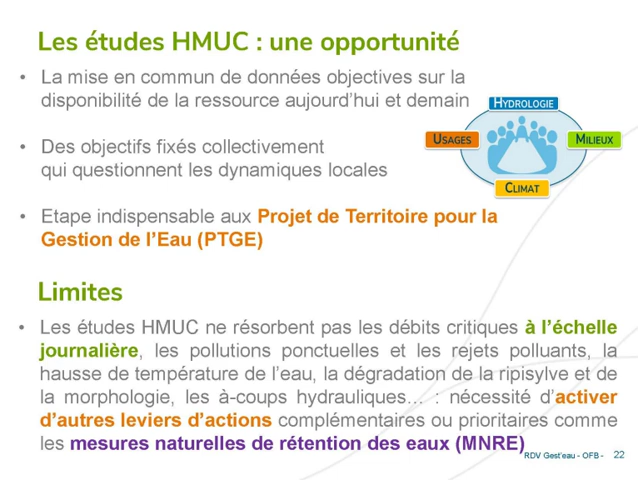 Les études HMUC : une opportunité
• La mise en commun de données objectives sur la
disponibilité de la ressource aujourd'hui et demain
HYDROLOGIE
USAGES
MILIEUX
CLIMAT
• Des objectifs fixés collectivement
qui questionnent les dynamiques locales
• Etape indispensable aux Projet de Territoire pour la
Gestion de l'Eau (PTGE)
Limites
• Les études HMUC ne résorbent pas les débits critiques à l'échelle
journalière, les pollutions ponctuelles et les rejets polluants, la
hausse de température de l'eau, la dégradation de la ripisylve et de
la morphologie, les à-coups hydrauliques… : nécessité d'activer
d'autres leviers d'actions complémentaires ou prioritaires comme
les mesures naturelles de rétention des eaux (MNRE)
RDV Gest'eau - OFB - 22